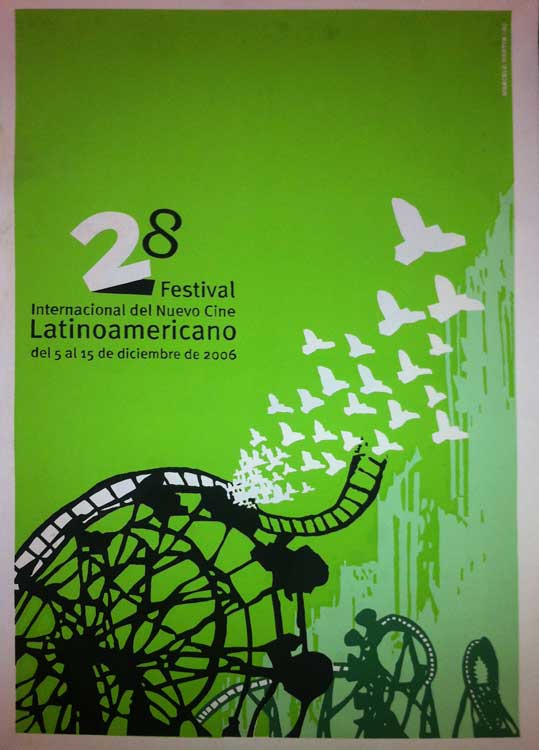 28
Festival
Internacional del Nuevo Cine
Latinoamericano
del 5 al 15 de diciembre de 2006